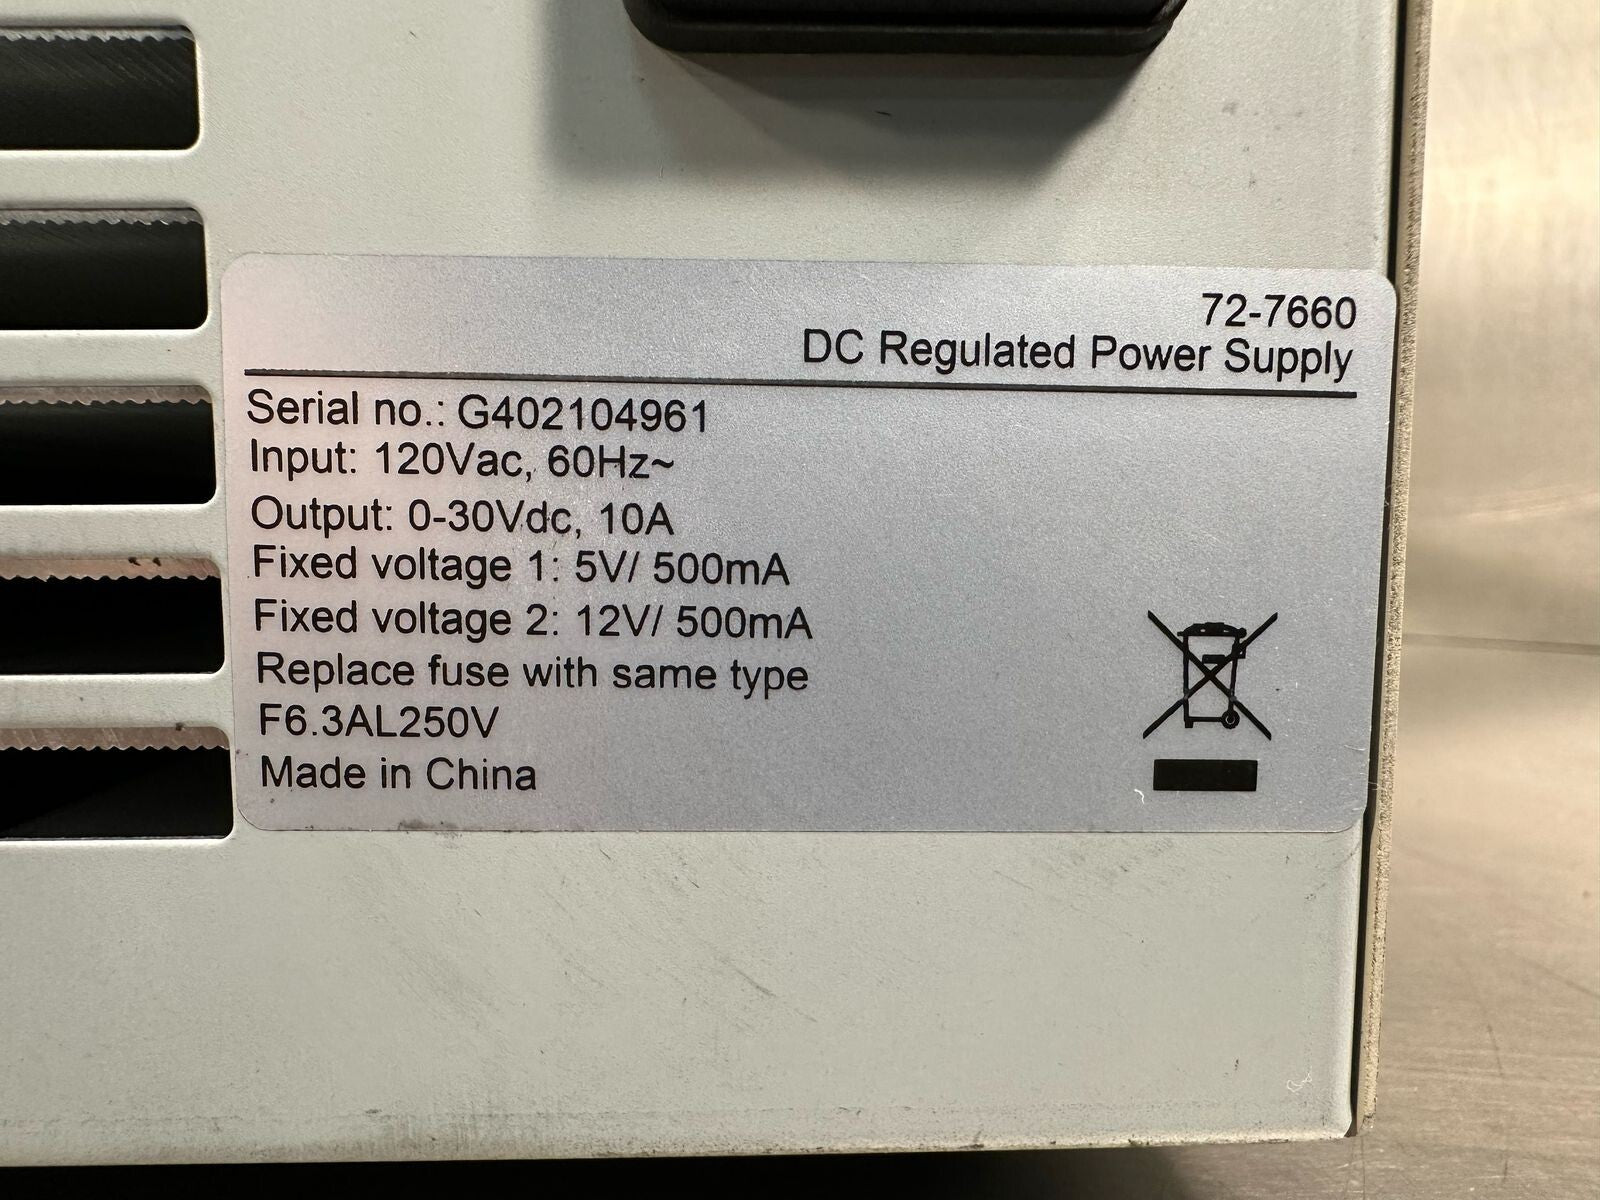 72-7660
DC Regulated Power Supply
Serial no.: G402104961
Input: 120Vac, 60Hz~
Output: 0-30Vdc, 10A
Fixed voltage 1: 5V/ 500mA
Fixed voltage 2: 12V/ 500mA
Replace fuse with same type
F6.3AL250V
Made in China